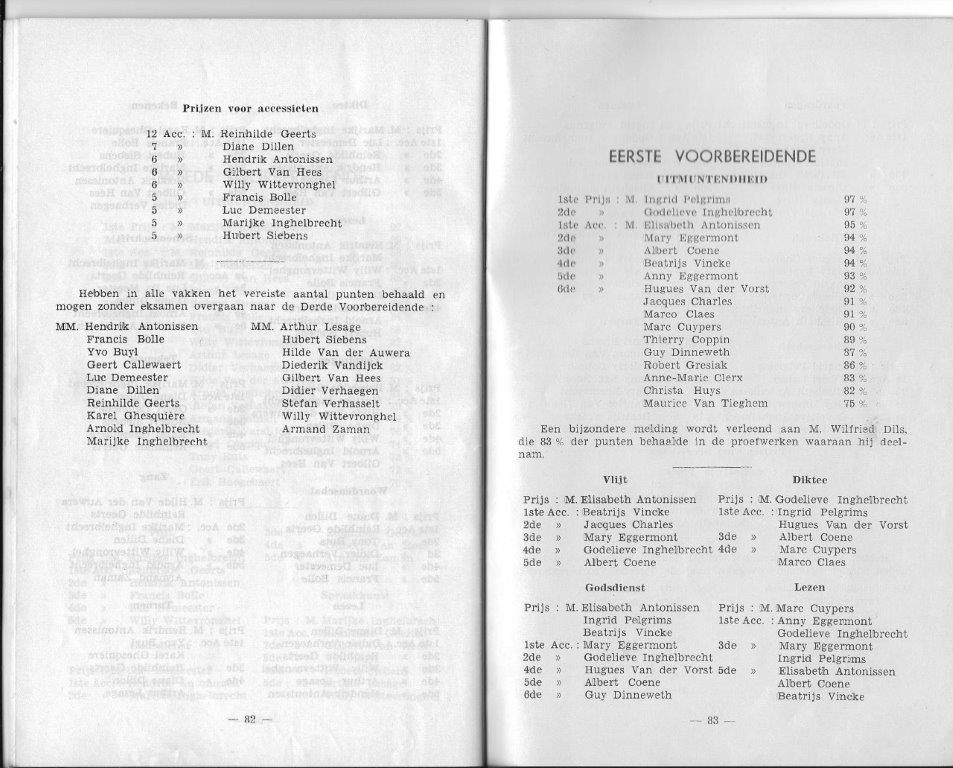 Prijzen voor accessieten
12 Acc. : M. Reinhilde Geerts
7 » Diane Dillen
6 » Hendrik Antonissen
6 » Gilbert Van Hees
6 » Willy Wittevronghel
5 » Francis Bolle
5 » Luc Demeester
5 » Marijke Inghelbrecht
5 » Hubert Siebens
Hebben in alle vakken het vereiste aantal punten behaald en
mogen zonder eksamen overgaan naar de Derde Voorbereidende :
MM. Hendrik Antonissen
Francis Bolle
Yvo Buyl
Geert Callewaert
Luc Demeester
Diane Dillen
Reinhilde Geerts
Karel Ghesquière
Arnold Inghelbrecht
Marijke Inghelbrecht
MM. Arthur Lesage
Hubert Siebens
Hilde Van der Auwera
Diederik Vandijck
Gilbert Van Hees
Didier Verhaegen
Stefan Verhasselt
Willy Wittevronghel
Armand Zaman
— 82 —
EERSTE VOORBEREIDENDE
UITMUNTENDHEID
1ste Prijs : M. Ingrid Pelgrims 97 %
2de » Godelieve Inghelbrecht 97 %
1ste Acc. : M. Elisabeth Antonissen 95 %
2de » Mary Eggermont 94 %
3de » Albert Coene 94 %
4de » Beatrijs Vincke 94 %
5de » Anny Eggermont 93 %
6de » Hugues Van der Vorst 92 %
Jacques Charles 91 %
Marco Claes 91 %
Marc Cuypers 90 %
Thierry Coppin 89 %
Guy Dinneweth 87 %
Robert Gresiak 86 %
Anne-Marie Clerx 83 %
Christa Huys 82 %
Maurice Van Tieghem 75 %
Een bijzondere melding wordt verleend aan M. Wilfried Dils,
die 83 % der punten behaalde in de proefwerken waaraan hij deel-
nam.
Vlijt
Prijs : M. Elisabeth Antonissen
1ste Acc. : Beatrijs Vincke
2de » Jacques Charles
3de » Mary Eggermont
4de » Godelieve Inghelbrecht
5de » Albert Coene
Diktee
Prijs : M. Godelieve Inghelbrecht
1ste Acc. : Ingrid Pelgrims
Hugues Van der Vorst
3de » Albert Coene
4de » Marc Cuypers
Marco Claes
Godsdienst
Prijs : M. Elisabeth Antonissen
Ingrid Pelgrims
Beatrijs Vincke
1ste Acc. : Mary Eggermont
2de » Godelieve Inghelbrecht
4de » Hugues Van der Vorst
5de » Albert Coene
6de » Guy Dinneweth
Lezen
Prijs : M. Marc Cuypers
1ste Acc. : Anny Eggermont
Godelieve Inghelbrecht
3de » Mary Eggermont
Ingrid Pelgrims
5de » Elisabeth Antonissen
Albert Coene
Beatrijs Vincke
— 83 —